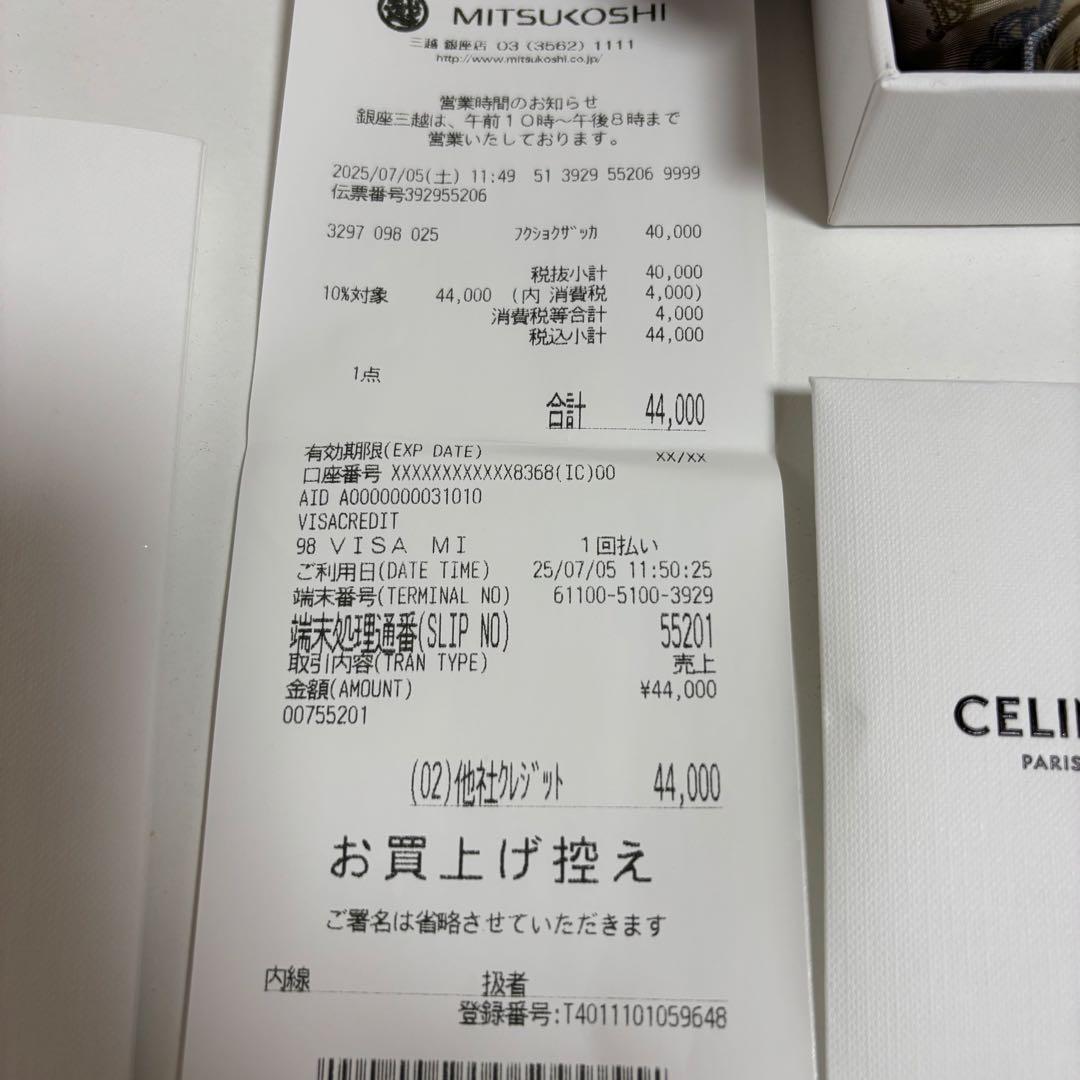 MITSUKOSHI
三越 銀座店 03 (3562) 1111
http://www.mitsukoshi.co.jp/
営業時間のお知らせ
銀座三越は、午前10時〜午後8時まで
営業いたしております。
2025/07/05(土) 11:49 51 3929 55206 9999
伝票番号392955206
3297 098 025 フクショクザッカ 40,000
税抜小計 40,000
10%対象 44,000 (内 消費税 4,000)
消費税等合計 4,000
税込小計 44,000
1点
合計 44,000
有効期限(EXP DATE) XX/XX
口座番号 XXXXXXXXXXXX8368(IC)00
AID A0000000031010
VISACREDIT
98 VISA MI 1回払い
ご利用日(DATE TIME) 25/07/05 11:50:25
端末番号(TERMINAL NO) 61100-5100-3929
端末処理通番(SLIP NO) 55201
取引内容(TRAN TYPE) 売上
金額(AMOUNT) ¥44,000
00755201
(02)他社クレジット 44,000
お買上げ控え
ご署名は省略させていただきます
内線 扱者
登録番号:T4011101059648
CELIN
PARIS